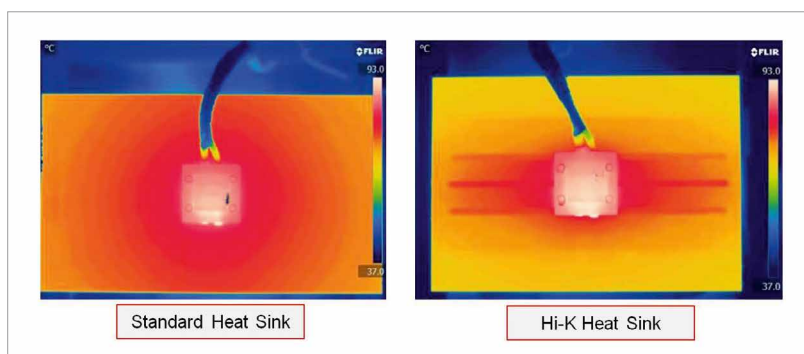 °C
FLIR
93.0
37.0
°C
FLIR
93.0
37.0
Standard Heat Sink
Hi-K Heat Sink